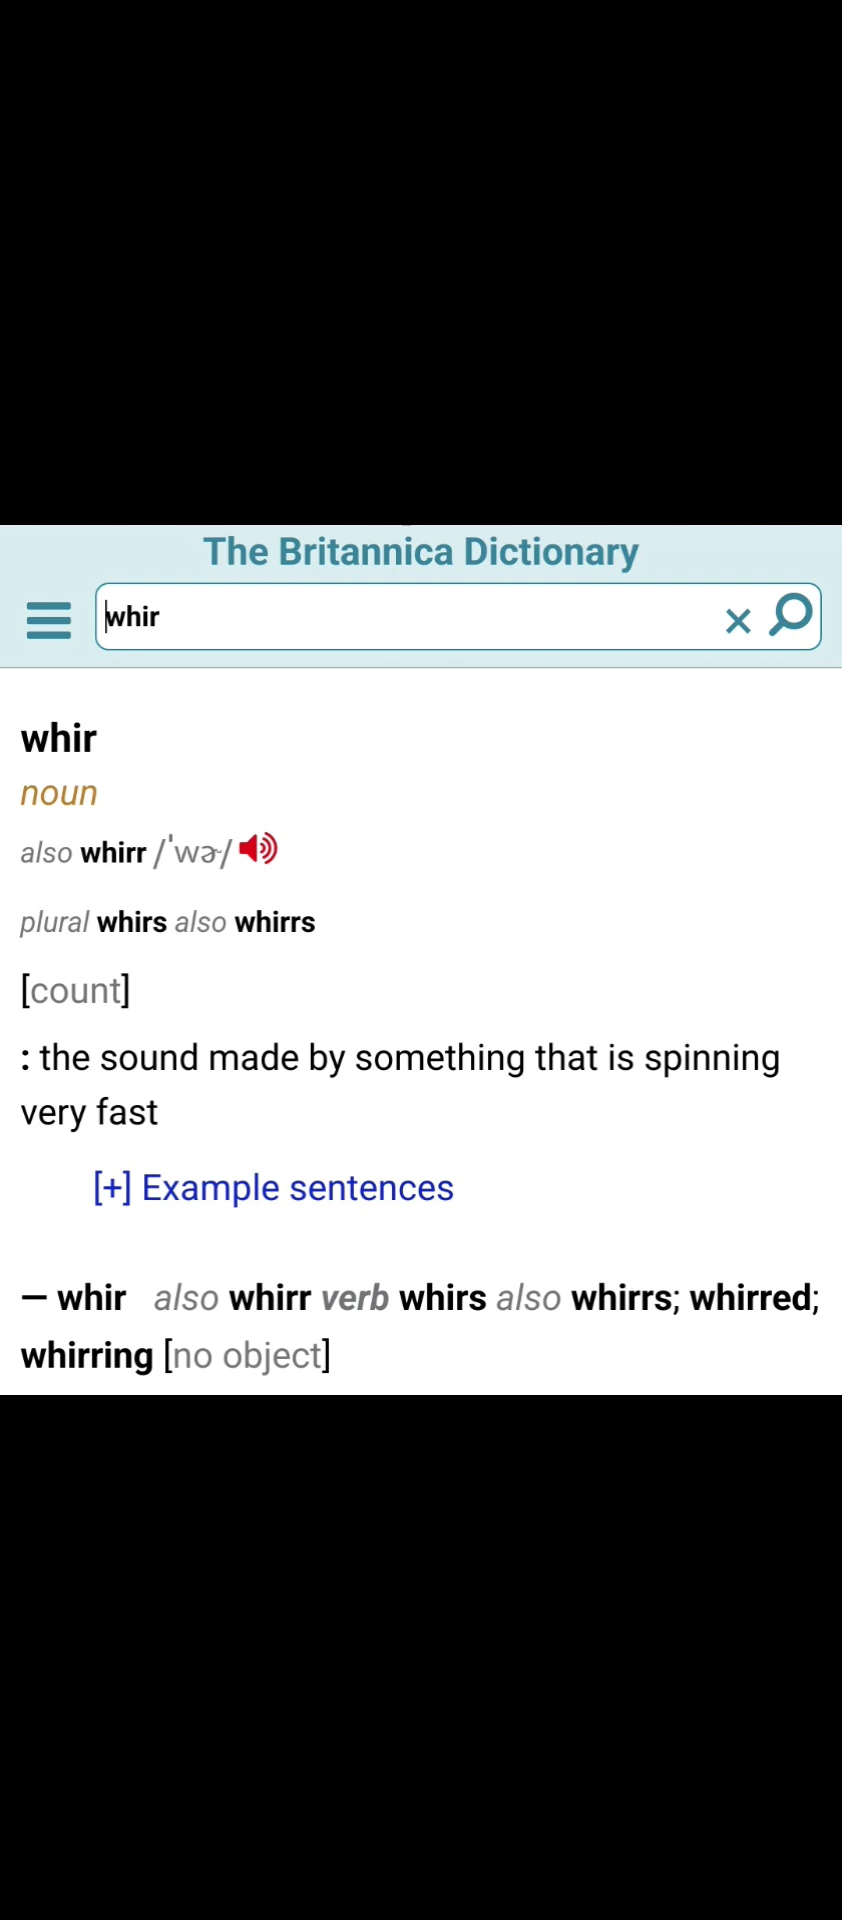 The Britannica Dictionary
whir
whir
noun
also whirr /ˈwɚ/
plural whirs also whirrs
[count]
: the sound made by something that is spinning
very fast
[+] Example sentences
— whir also whirr verb whirs also whirrs; whirred;
whirring [no object]